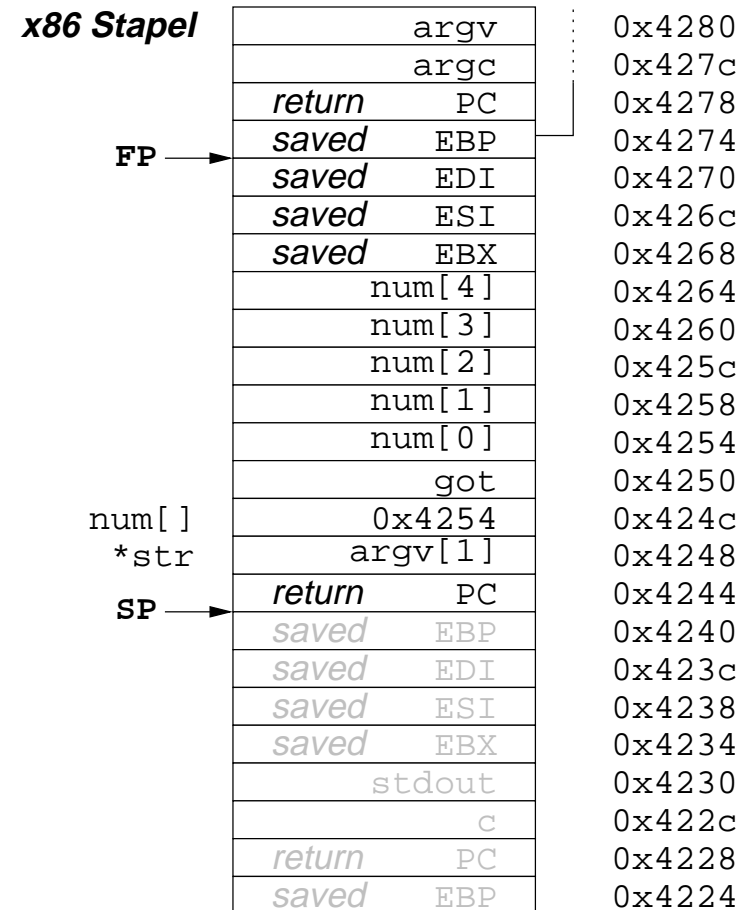 x86 Stapel argv 0x4280
argc 0x427c
return PC 0x4278
saved EBP 0x4274
FP
saved EDI 0x4270
saved ESI 0x426c
saved EBX 0x4268
num[4] 0x4264
num[3] 0x4260
num[2] 0x425c
num[1] 0x4258
num[0] 0x4254
got 0x4250
num[] 0x4254 0x424c
*str argv[1] 0x4248
return PC 0x4244
SP
saved EBP 0x4240
saved EDI 0x423c
saved ESI 0x4238
saved EBX 0x4234
stdout 0x4230
c 0x422c
return PC 0x4228
saved EBP 0x4224